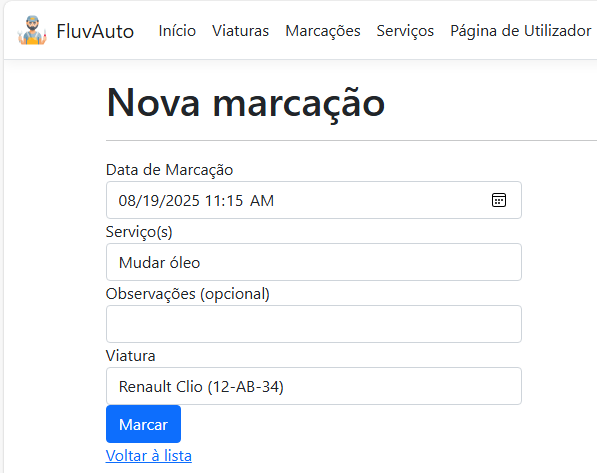 FluvAuto Início Viaturas Marcações Serviços Página de Utilizador
Nova marcação
Data de Marcação
08/19/2025 11:15 AM
Serviço(s)
Mudar óleo
Observações (opcional)
Viatura
Renault Clio (12-AB-34)
Marcar
Voltar à lista